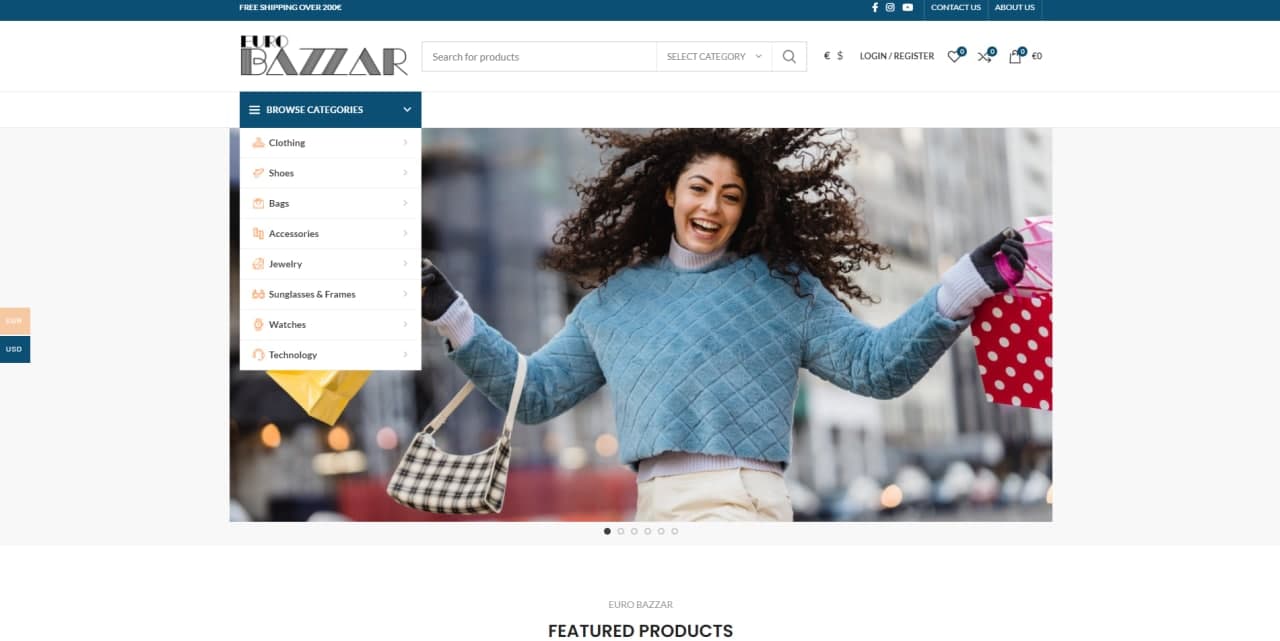 FREE SHIPPING OVER 200€
CONTACT US
ABOUT US
EURO
BAZZAR
Search for products
SELECT CATEGORY
€ $
LOGIN / REGISTER
0
0
0
€0
BROWSE CATEGORIES
Clothing
Shoes
Bags
Accessories
Jewelry
Sunglasses & Frames
Watches
Technology
EUR
USD
EURO BAZZAR
FEATURED PRODUCTS